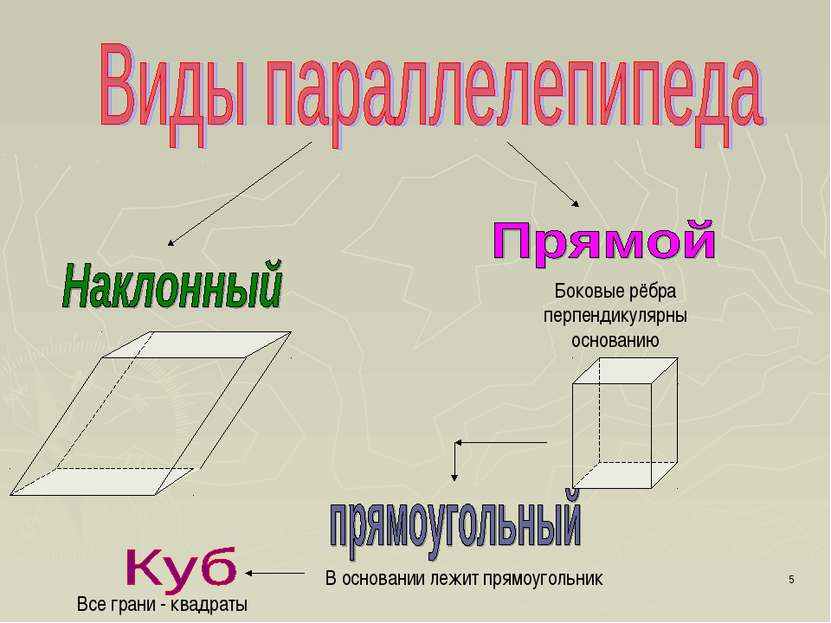 Виды параллелепипеда
Прямой
Наклонный
Боковые рёбра
перпендикулярны
основанию
прямоугольный
Куб
В основании лежит прямоугольник
Все грани - квадраты
5